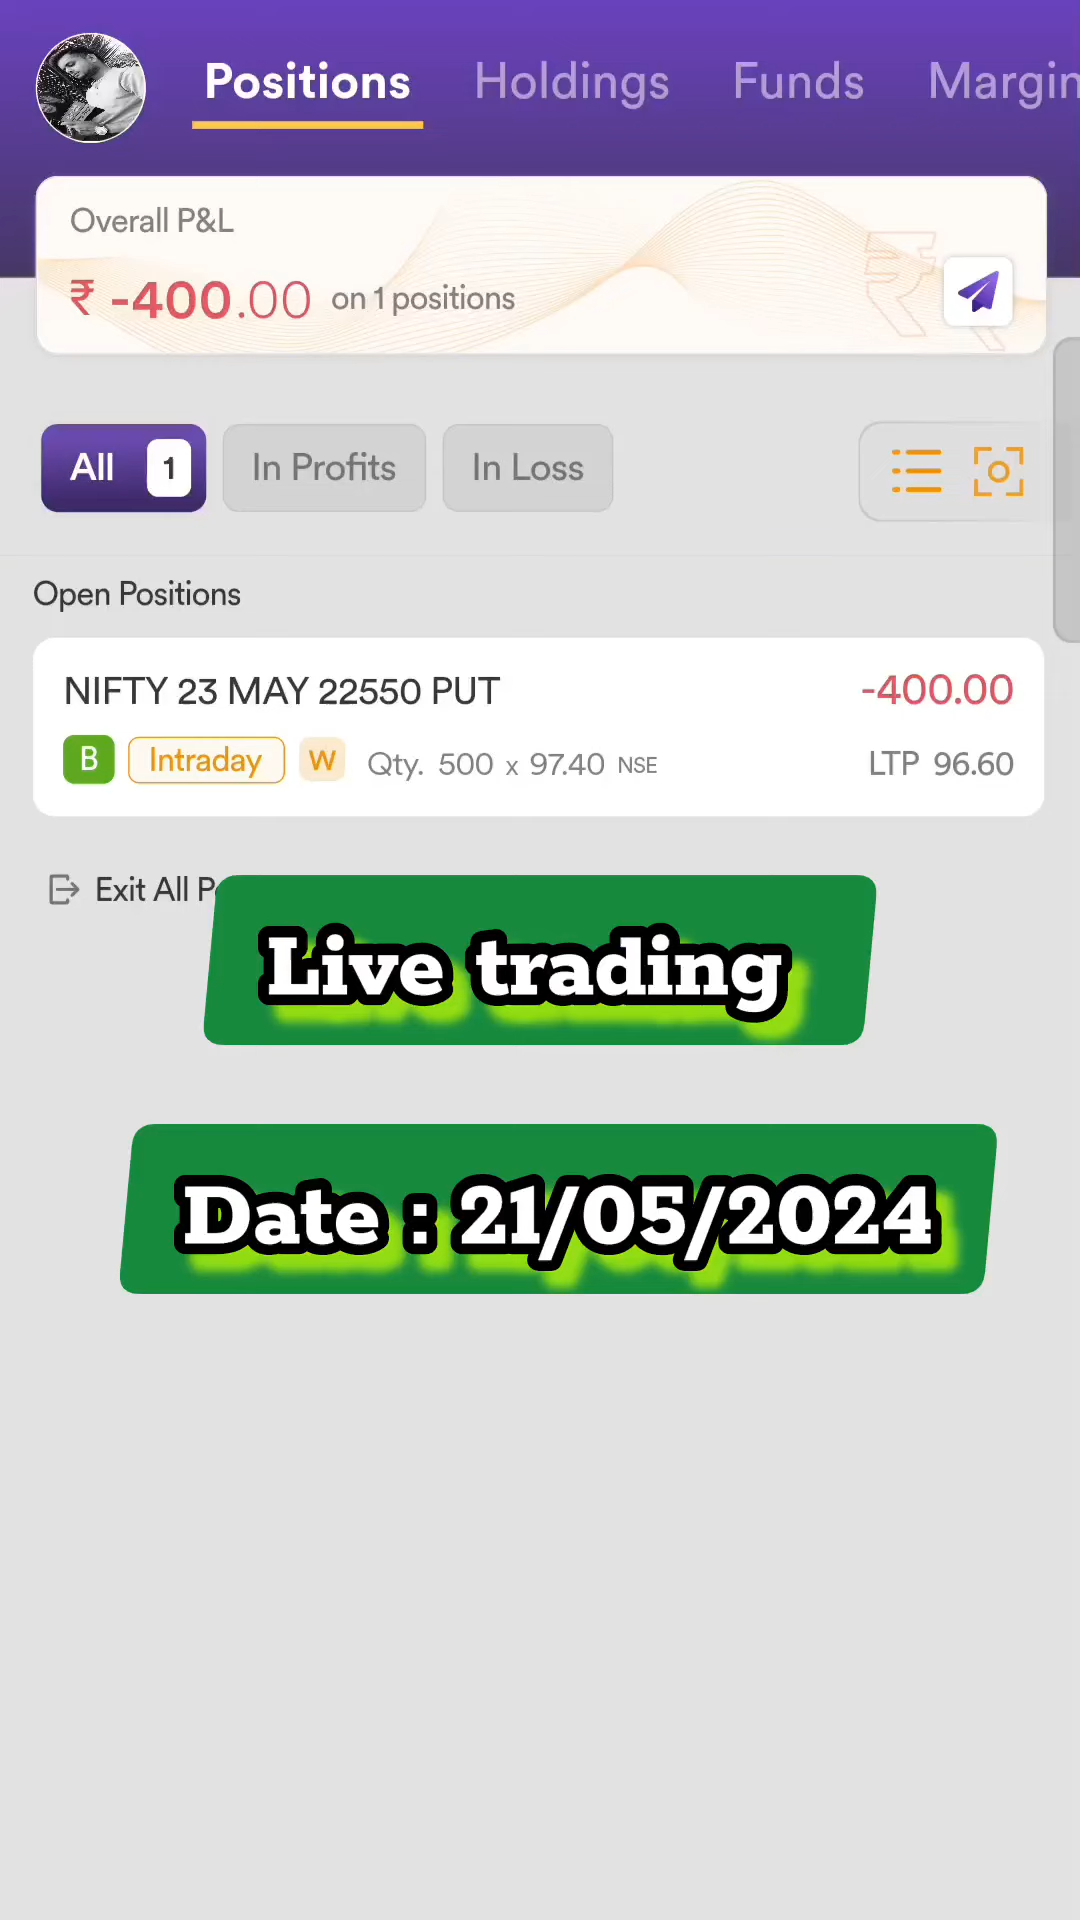 Positions Holdings Funds Margin
Overall P&L
₹ -400.00 on 1 positions
All 1 In Profits In Loss
Open Positions
NIFTY 23 MAY 22550 PUT -400.00
B Intraday W Qty. 500 x 97.40 NSE LTP 96.60
Exit All
Live trading
Date : 21/05/2024